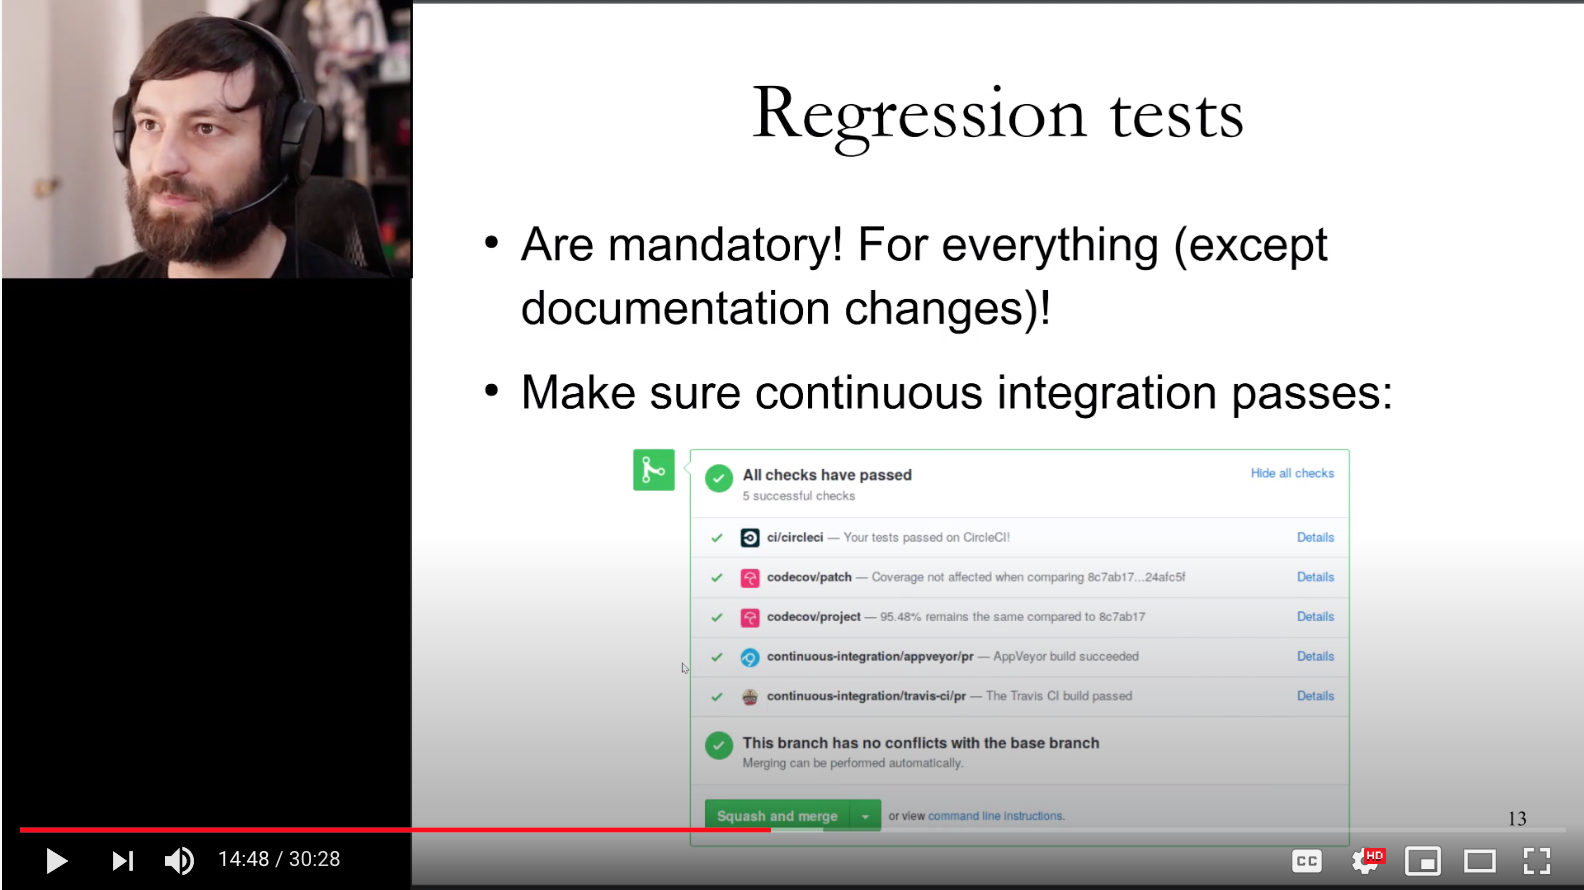 Regression tests
• Are mandatory! For everything (except
documentation changes)!
• Make sure continuous integration passes:
All checks have passed
Hide all checks
5 successful checks
ci/circleci — Your tests passed on CircleCI!
Details
codecov/patch — Coverage not affected when comparing 8c7ab17...24afc5f
Details
codecov/project — 95.48% remains the same compared to 8c7ab17
Details
continuous-integration/appveyor/pr — AppVeyor build succeeded
Details
continuous-integration/travis-ci/pr — The Travis CI build passed
Details
This branch has no conflicts with the base branch
Merging can be performed automatically.
Squash and merge
or view command line instructions.
13
14:48 / 30:28
CC
HD